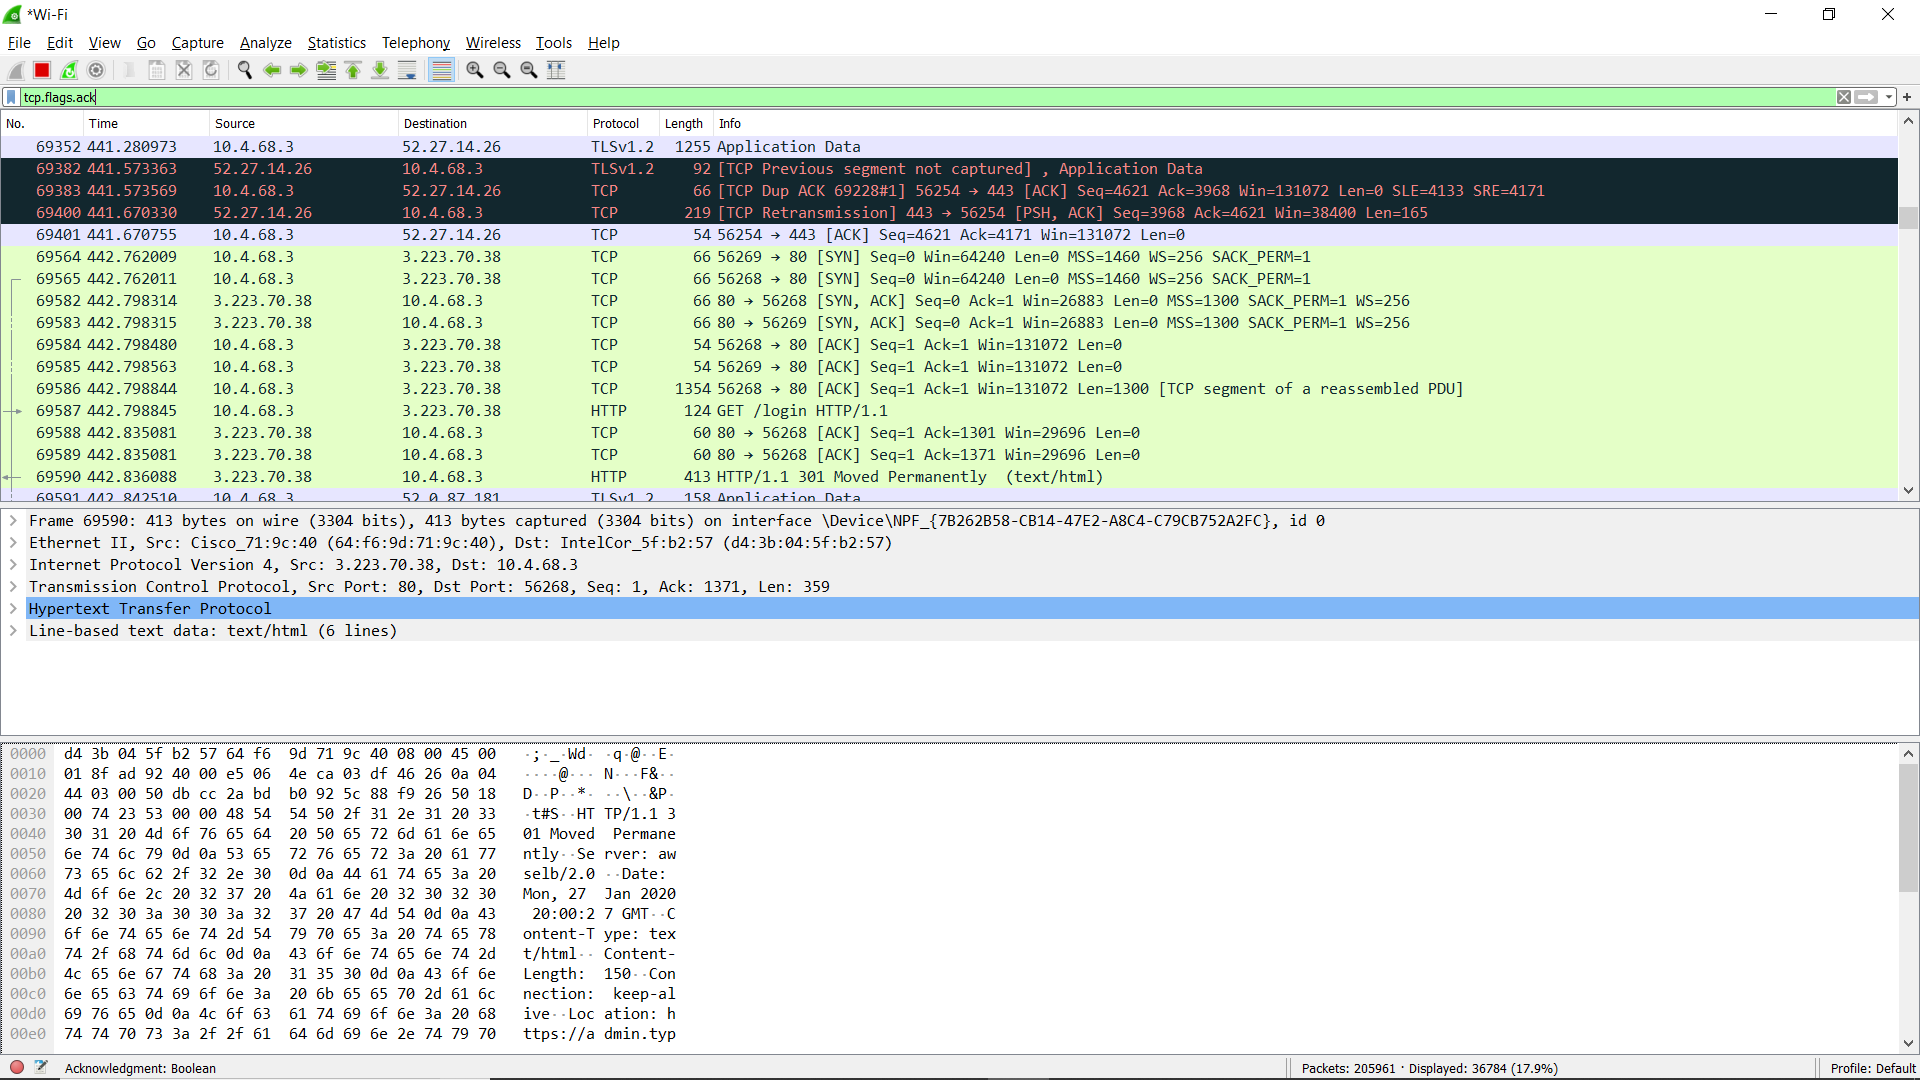 *Wi-Fi
File Edit View Go Capture Analyze Statistics Telephony Wireless Tools Help
tcp.flags.ack
No. Time Source Destination Protocol Length Info
69352 441.280973 10.4.68.3 52.27.14.26 TLSv1.2 1255 Application Data
69382 441.573363 52.27.14.26 10.4.68.3 TLSv1.2 92 [TCP Previous segment not captured] , Application Data
69383 441.573569 10.4.68.3 52.27.14.26 TCP 66 [TCP Dup ACK 69228#1] 56254 → 443 [ACK] Seq=4621 Ack=3968 Win=131072 Len=0 SLE=4133 SRE=4171
69400 441.670330 52.27.14.26 10.4.68.3 TCP 219 [TCP Retransmission] 443 → 56254 [PSH, ACK] Seq=3968 Ack=4621 Win=38400 Len=165
69401 441.670755 10.4.68.3 52.27.14.26 TCP 54 56254 → 443 [ACK] Seq=4621 Ack=4171 Win=131072 Len=0
69564 442.762009 10.4.68.3 3.223.70.38 TCP 66 56269 → 80 [SYN] Seq=0 Win=64240 Len=0 MSS=1460 WS=256 SACK_PERM=1
69565 442.762011 10.4.68.3 3.223.70.38 TCP 66 56268 → 80 [SYN] Seq=0 Win=64240 Len=0 MSS=1460 WS=256 SACK_PERM=1
69582 442.798314 3.223.70.38 10.4.68.3 TCP 66 80 → 56268 [SYN, ACK] Seq=0 Ack=1 Win=26883 Len=0 MSS=1300 SACK_PERM=1 WS=256
69583 442.798315 3.223.70.38 10.4.68.3 TCP 66 80 → 56269 [SYN, ACK] Seq=0 Ack=1 Win=26883 Len=0 MSS=1300 SACK_PERM=1 WS=256
69584 442.798480 10.4.68.3 3.223.70.38 TCP 54 56268 → 80 [ACK] Seq=1 Ack=1 Win=131072 Len=0
69585 442.798563 10.4.68.3 3.223.70.38 TCP 54 56269 → 80 [ACK] Seq=1 Ack=1 Win=131072 Len=0
69586 442.798844 10.4.68.3 3.223.70.38 TCP 1354 56268 → 80 [ACK] Seq=1 Ack=1 Win=131072 Len=1300 [TCP segment of a reassembled PDU]
69587 442.798845 10.4.68.3 3.223.70.38 HTTP 124 GET /login HTTP/1.1
69588 442.835081 3.223.70.38 10.4.68.3 TCP 60 80 → 56268 [ACK] Seq=1 Ack=1301 Win=29696 Len=0
69589 442.835081 3.223.70.38 10.4.68.3 TCP 60 80 → 56268 [ACK] Seq=1 Ack=1371 Win=29696 Len=0
69590 442.836088 3.223.70.38 10.4.68.3 HTTP 413 HTTP/1.1 301 Moved Permanently (text/html)
69591 442.842510 10.4.68.3 52.0.87.181 TLSv1.2 158 Application Data
Frame 69590: 413 bytes on wire (3304 bits), 413 bytes captured (3304 bits) on interface \Device\NPF_{7B262B58-CB14-47E2-A8C4-C79CB752A2FC}, id 0
Ethernet II, Src: Cisco_71:9c:40 (64:f6:9d:71:9c:40), Dst: IntelCor_5f:b2:57 (d4:3b:04:5f:b2:57)
Internet Protocol Version 4, Src: 3.223.70.38, Dst: 10.4.68.3
Transmission Control Protocol, Src Port: 80, Dst Port: 56268, Seq: 1, Ack: 1371, Len: 359
Hypertext Transfer Protocol
Line-based text data: text/html (6 lines)
0000 d4 3b 04 5f b2 57 64 f6 9d 71 9c 40 08 00 45 00 ·;·_·Wd· ·q·@··E·
0010 01 8f ad 92 40 00 e5 06 4e ca 03 df 46 26 0a 04 ····@··· N···F&··
0020 44 03 00 50 db cc 2a bd b0 92 5c 88 f9 26 50 18 D··P··*· ··\··&P·
0030 00 74 23 53 00 00 48 54 54 50 2f 31 2e 31 20 33 ·t#S··HT TP/1.1 3
0040 30 31 20 4d 6f 76 65 64 20 50 65 72 6d 61 6e 65 01 Moved Permane
0050 6e 74 6c 79 0d 0a 53 65 72 76 65 72 3a 20 61 77 ntly··Se rver: aw
0060 73 65 6c 62 2f 32 2e 30 0d 0a 44 61 74 65 3a 20 selb/2.0 ··Date:
0070 4d 6f 6e 2c 20 32 37 20 4a 61 6e 20 32 30 32 30 Mon, 27 Jan 2020
0080 20 32 30 3a 30 30 3a 32 37 20 47 4d 54 0d 0a 43 20:00:2 7 GMT··C
0090 6f 6e 74 65 6e 74 2d 54 79 70 65 3a 20 74 65 78 ontent-T ype: tex
00a0 74 2f 68 74 6d 6c 0d 0a 43 6f 6e 74 65 6e 74 2d t/html·· Content-
00b0 4c 65 6e 67 74 68 3a 20 31 35 30 0d 0a 43 6f 6e Length: 150··Con
00c0 6e 65 63 74 69 6f 6e 3a 20 6b 65 65 70 2d 61 6c nection: keep-al
00d0 69 76 65 0d 0a 4c 6f 63 61 74 69 6f 6e 3a 20 68 ive··Loc ation: h
00e0 74 74 70 73 3a 2f 2f 61 64 6d 69 6e 2e 74 79 70 ttps://a dmin.typ
Acknowledgment: Boolean Packets: 205961 · Displayed: 36784 (17.9%) Profile: Default